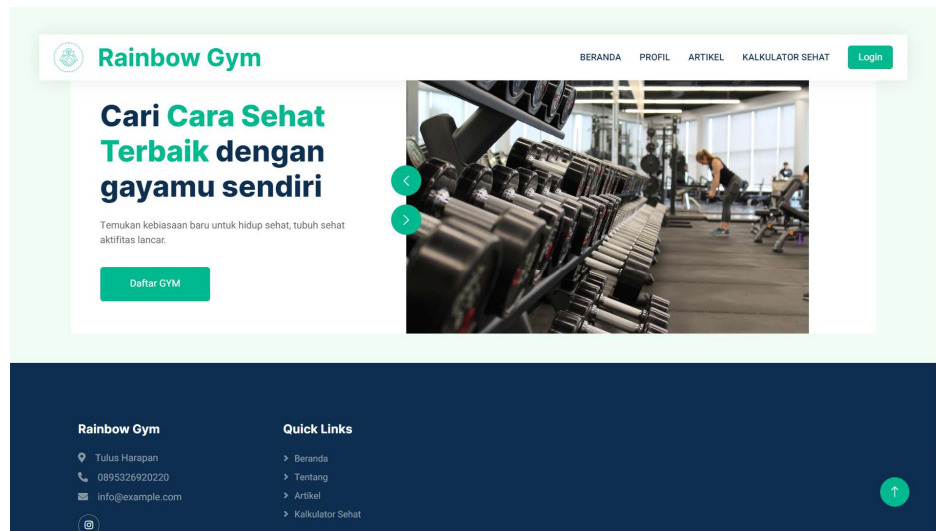 Rainbow Gym
BERANDA PROFIL ARTIKEL KALKULATOR SEHAT Login
Cari Cara Sehat
Terbaik dengan
gayamu sendiri
Temukan kebiasaan baru untuk hidup sehat, tubuh sehat
aktifitas lancar.
Daftar GYM
Rainbow Gym
Tulus Harapan
0895326920220
info@example.com
Quick Links
Beranda
Tentang
Artikel
Kalkulator Sehat